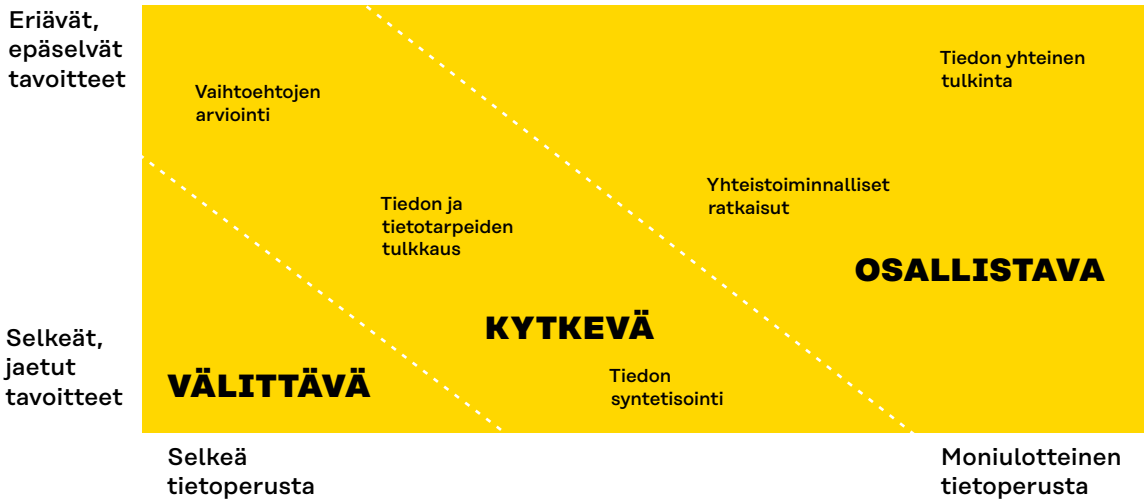 Eriävät,
epäselvät
tavoitteet
Vaihtoehtojen
arviointi
Tiedon yhteinen
tulkinta
Tiedon ja
tietotarpeiden
tulkkaus
Yhteistoiminnalliset
ratkaisut
OSALLISTAVA
KYTKEVÄ
Selkeät,
jaetut
tavoitteet
VÄLITTÄVÄ
Tiedon
syntetisointi
Selkeä
tietoperusta
Moniulotteinen
tietoperusta